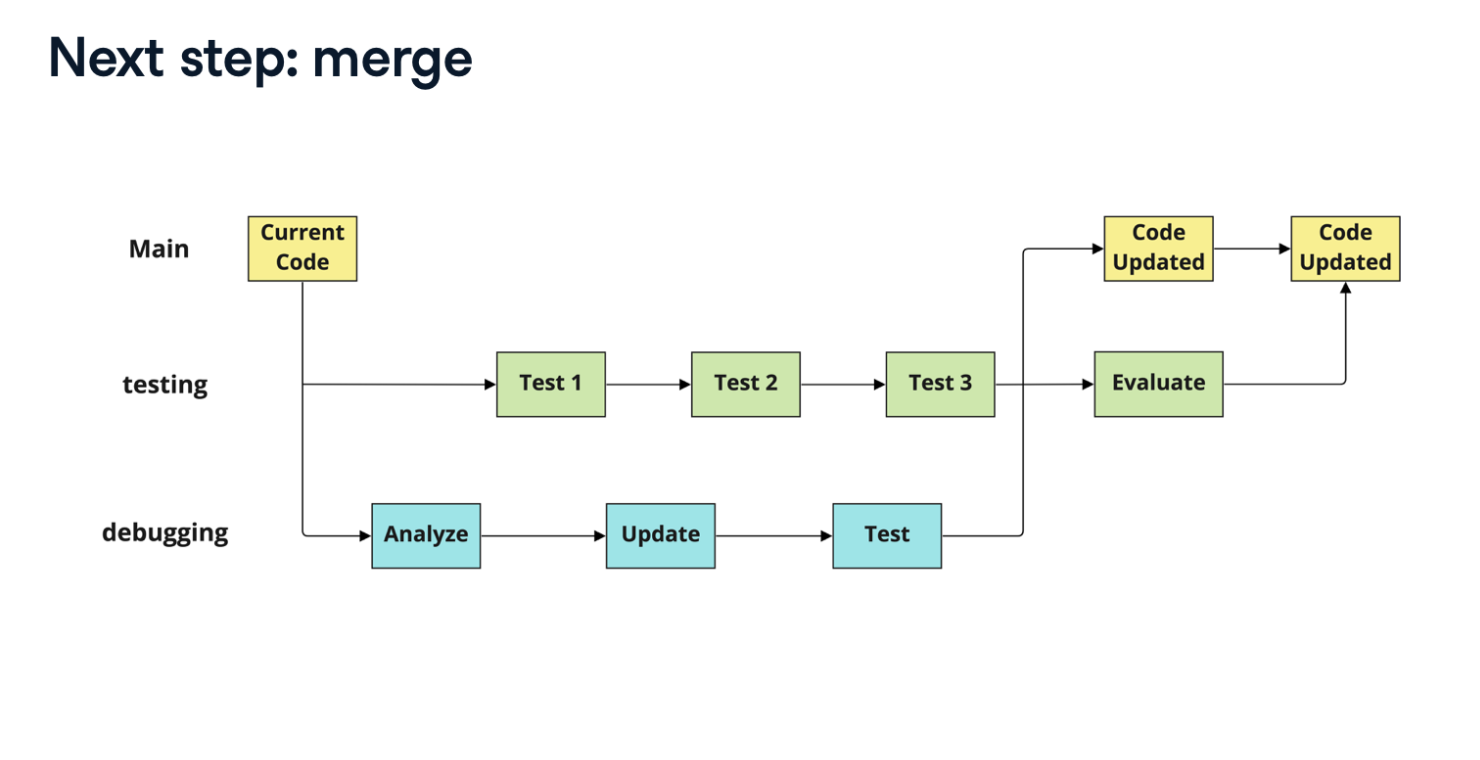 Next step: merge
Main
Current
Code
Code
Updated
Code
Updated
testing
Test 1
Test 2
Test 3
Evaluate
debugging
Analyze
Update
Test